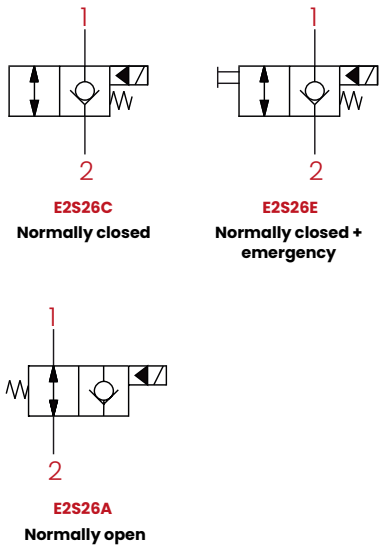 1
1
2
2
E2S26C
E2S26E
Normally closed
Normally closed +
emergency
1
2
E2S26A
Normally open